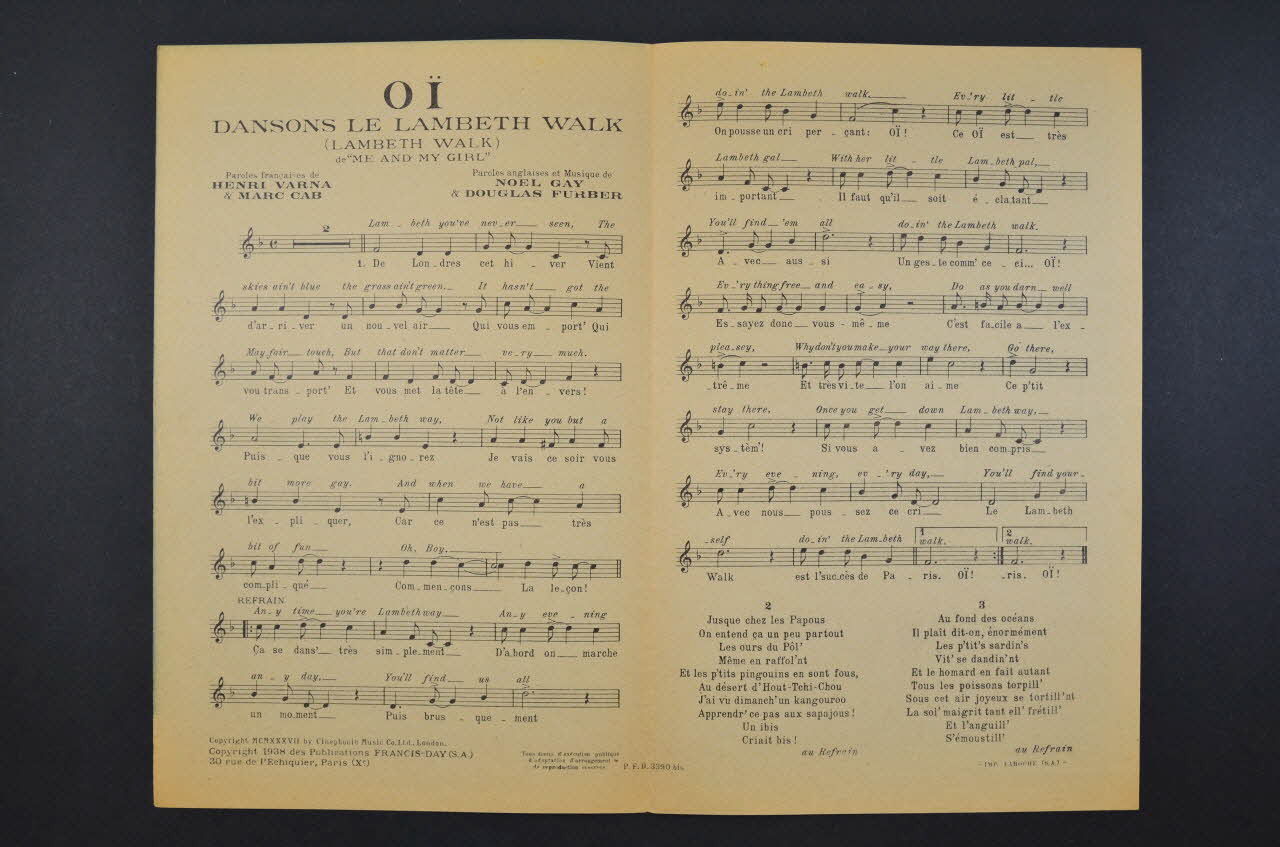 OÏ
DANSONS LE LAMBETH WALK
(LAMBETH WALK)
de "ME AND MY GIRL"
Paroles françaises de
HENRI VARNA
& MARC CAB
Paroles anglaises et Musique de
NOEL GAY
& DOUGLAS FURBER
2
Lam - beth you've nev - er seen, The
1. De Lon - dres cet hi - ver Vient
skies ain't blue the grass ain't green. It hasn't got the
d'ar - ri - ver un nou - vel air Qui vous em - port' Qui
May fair touch, But that don't matter ve - ry much.
vou trans - port' Et vous met la tête à l'en - vers!
We play the Lam - beth way, Not like you but a
Puis - que vous l'i - gno - rez Je vais ce soir vous
bit more gay. And when we have a
l'ex - pli - quer, Car ce n'est pas très
bit of fun Oh, Boy,
com - pli - qué Com - men - çons La le - çon!
REFRAIN
An - y time you're Lambeth way An - y eve - ning
Ça se dans' très sim - ple - ment D'a - bord on marche
an - y day, You'll find us all
un mo - ment Puis brus - que - ment
Copyright MCMXXXVII by Cinephonic Music Co. Ltd., London.
Copyright 1938 des Publications FRANCIS-DAY (S.A.)
30 rue de l'Echiquier, Paris (Xe)
Tous droits d'exécution publique
d'adaptation d'arrangement &
de reproduction réservés.
P. F. D. 3390 bis.
do - in' the Lambeth walk. Ev - 'ry lit - tle
On pousse un cri per - çant: OÏ! Ce OÏ est très
Lambeth gal With her lit - tle Lam - beth pal,
im - portant Il faut qu'il soit é - cla - tant
You'll find 'em all do - in' the Lambeth walk.
A - vec aus - si Un ges - te comm' ce - ci... OÏ!
Ev - 'ry thing free and ea - sy, Do as you darn well
Es - sayez donc vous - mê - me C'est fa - cile a l'ex -
plea - sey, Why don't you make your way there, Go there,
- trê - me Et très vi - te l'on ai - me Ce p'tit
stay there, Once you get down Lam - beth way,
sys - tèm'! Si vous a - vez bien com - pris
Ev - 'ry eve - ning, ev - 'ry day, You'll find your -
A - vec nous pous - sez ce cri Le Lam - beth
- self do - in' the Lam - beth 1 walk. 2 walk.
Walk est l'suc - cès de Pa - ris. OÏ! - ris. OÏ!
2
Jusque chez les Papous
On entend ça un peu partout
Les ours du Pôl'
Même en raffol'nt
Et les p'tits pingouins en sont fous,
Au désert d'Hout-Tchi-Chou
J'ai vu dimanch'un kangouroo
Apprendr' ce pas aux sapajous!
Un ibis
Criait bis!
au Refrain
3
Au fond des océans
Il plaît dit-on, énormément
Les p'tit's sardin's
Vit' se dandin'nt
Et le homard en fait autant
Tous les poissons torpill'
Sous cet air joyeux se tortill'nt
La sol' maigrit tant ell' frétill'
Et l'anguill'
S'émoustill'
au Refrain
- IMP. LAROCHE (S.A.) -